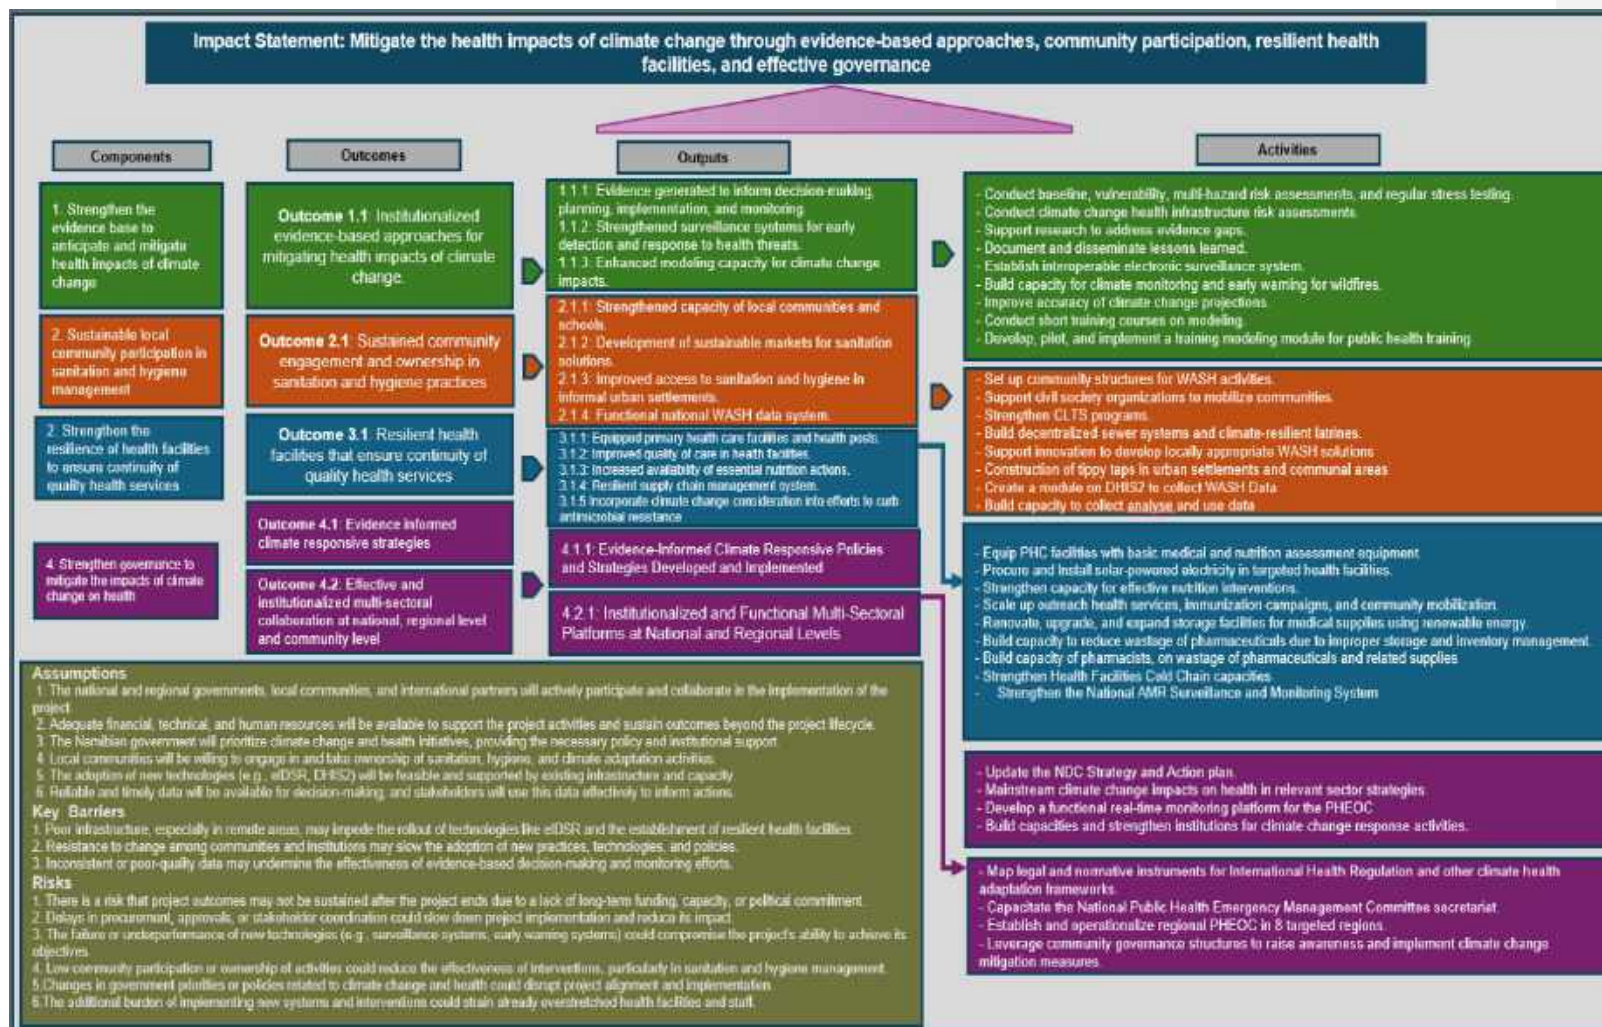 Impact Statement: Mitigate the health impacts of climate change through evidence-based approaches, community participation, resilient health
facilities, and effective governance
Components
Outcomes
Outputs
Activities
1. Strengthen the
evidence base to
anticipate and mitigate
health impacts of climate
change
2. Sustainable local
community participation in
sanitation and hygiene
management
2. Strengthen the
resilience of health facilities
to ensure continuity of
quality health services
4. Strengthen governance to
mitigate the impacts of climate
change on health
Outcome 1.1: Institutionalized
evidence-based approaches for
mitigating health impacts of climate
change.
Outcome 2.1: Sustained community
engagement and ownership in
sanitation and hygiene practices
Outcome 3.1: Resilient health
facilities that ensure continuity of
quality health services
Outcome 4.1: Evidence informed
climate responsive strategies
Outcome 4.2: Effective and
institutionalized multi-sectoral
collaboration at national, regional level
and community level
1.1.1: Evidence generated to inform decision-making,
planning, implementation, and monitoring
1.1.2: Strengthened surveillance systems for early
detection and response to health threats.
1.1.3: Enhanced modeling capacity for climate change
impacts.
2.1.1: Strengthened capacity of local communities and
schools.
2.1.2: Development of sustainable markets for sanitation
solutions.
2.1.3: Improved access to sanitation and hygiene in
informal urban settlements.
2.1.4: Functional national WASH data system.
3.1.1: Equipped primary health care facilities and health posts.
3.1.2: Improved quality of care in health facilities.
3.1.3: Increased availability of essential nutrition actions.
3.1.4: Resilient supply chain management system.
3.1.5 Incorporate climate change consideration into efforts to curb
antimicrobial resistance
4.1.1: Evidence-Informed Climate Responsive Policies
and Strategies Developed and Implemented
4.2.1: Institutionalized and Functional Multi-Sectoral
Platforms at National and Regional Levels
- Conduct baseline, vulnerability, multi-hazard risk assessments, and regular stress testing.
- Conduct climate change health infrastructure risk assessments.
- Support research to address evidence gaps.
- Document and disseminate lessons learned.
- Establish interoperable electronic surveillance system.
- Build capacity for climate monitoring and early warning for wildfires.
- Improve accuracy of climate change projections.
- Conduct short training courses on modeling.
- Develop, pilot, and implement a training modeling module for public health training
- Set up community structures for WASH activities.
- Support civil society organizations to mobilize communities.
- Strengthen CLTS programs.
- Build decentralized sewer systems and climate-resilient latrines.
- Support innovation to develop locally appropriate WASH solutions
- Construction of tippy taps in urban settlements and communal areas
- Create a module on DHIS2 to collect WASH Data
- Build capacity to collect analyse and use data
- Equip PHC facilities with basic medical and nutrition assessment equipment
- Procure and Install solar-powered electricity in targeted health facilities.
- Strengthen capacity for effective nutrition interventions.
- Scale up outreach health services, immunization campaigns, and community mobilization.
- Renovate, upgrade, and expand storage facilities for medical supplies using renewable energy.
- Build capacity to reduce wastage of pharmaceuticals due to improper storage and inventory management.
- Build capacity of pharmacists, on wastage of pharmaceuticals and related supplies
- Strengthen Health Facilities Cold Chain capacities
- Strengthen the National AMR Surveillance and Monitoring System
- Update the NDC Strategy and Action plan.
- Mainstream climate change impacts on health in relevant sector strategies
- Develop a functional real-time monitoring platform for the PHEOC
- Build capacities and strengthen institutions for climate change response activities.
- Map legal and normative instruments for International Health Regulation and other climate health
adaptation frameworks.
- Capacitate the National Public Health Emergency Management Committee secretariat.
- Establish and operationalize regional PHEOC in 8 targeted regions.
- Leverage community governance structures to raise awareness and implement climate change
mitigation measures.
Assumptions
1. The national and regional governments, local communities, and international partners will actively participate and collaborate in the implementation of the
project.
2. Adequate financial, technical, and human resources will be available to support the project activities and sustain outcomes beyond the project lifecycle.
3. The Namibian government will prioritize climate change and health initiatives, providing the necessary policy and institutional support.
4. Local communities will be willing to engage in and take ownership of sanitation, hygiene, and climate adaptation activities.
5. The adoption of new technologies (e.g., eIDSR, DHIS2) will be feasible and supported by existing infrastructure and capacity.
6. Reliable and timely data will be available for decision-making, and stakeholders will use this data effectively to inform actions.
Key Barriers
1. Poor infrastructure, especially in remote areas, may impede the rollout of technologies like eIDSR and the establishment of resilient health facilities.
2. Resistance to change among communities and institutions may slow the adoption of new practices, technologies, and policies.
3. Inconsistent or poor-quality data may undermine the effectiveness of evidence-based decision-making and monitoring efforts.
Risks
1. There is a risk that project outcomes may not be sustained after the project ends due to a lack of long-term funding, capacity, or political commitment.
2. Delays in procurement, approvals, or stakeholder coordination could slow down project implementation and reduce its impact.
3. The failure or underperformance of new technologies (e.g., surveillance systems, early warning systems) could compromise the project's ability to achieve its
objectives.
4. Low community participation or ownership of activities could reduce the effectiveness of interventions, particularly in sanitation and hygiene management.
5.Changes in government priorities or policies related to climate change and health could disrupt project alignment and implementation.
6.The additional burden of implementing new systems and interventions could strain already overstretched health facilities and staff.